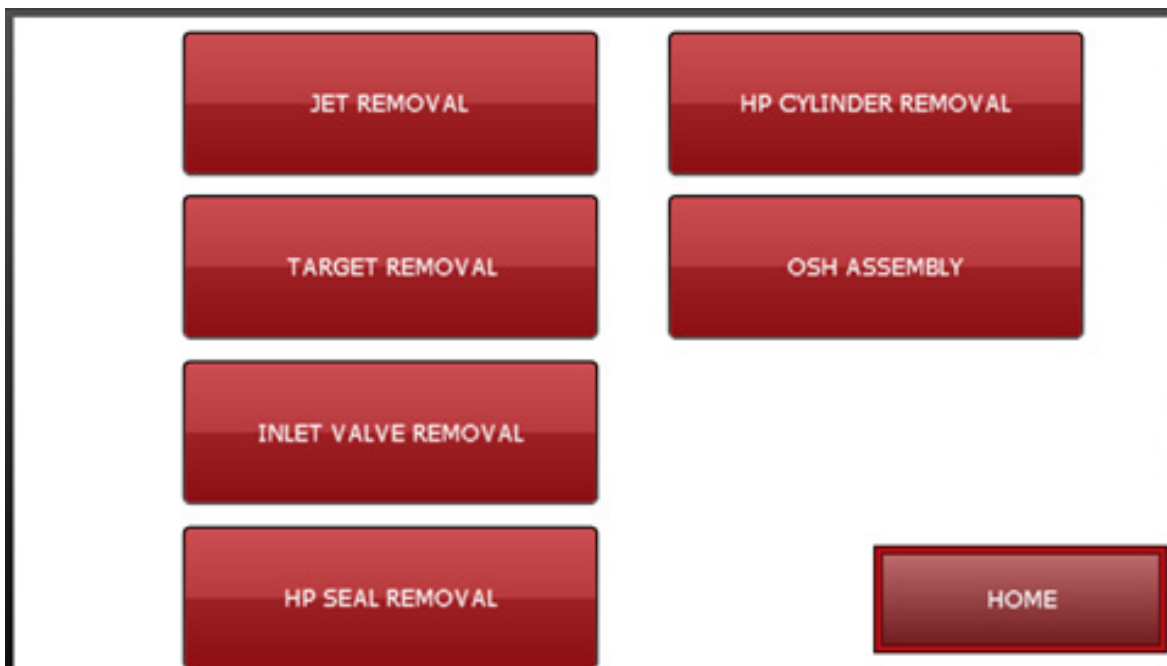 JET REMOVAL
HP CYLINDER REMOVAL
TARGET REMOVAL
OSH ASSEMBLY
INLET VALVE REMOVAL
HP SEAL REMOVAL
HOME